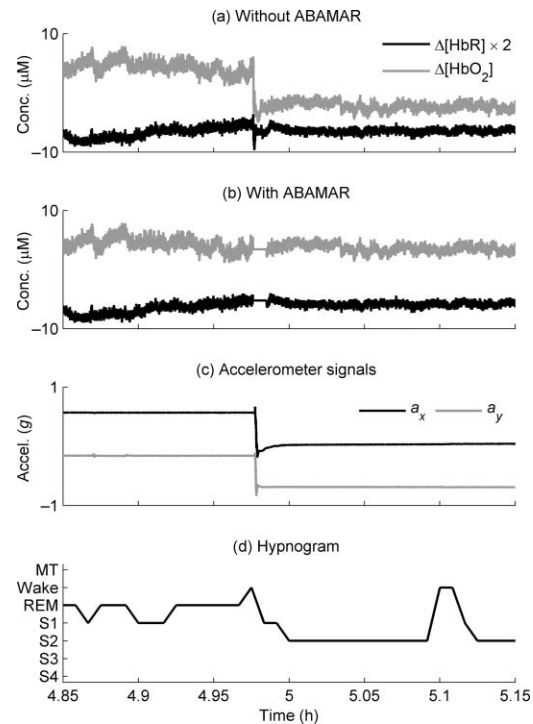 (a) Without ABAMAR
10
Conc. (μM)
−10
Δ[HbR] × 2
Δ[HbO2]
(b) With ABAMAR
10
Conc. (μM)
−10
(c) Accelerometer signals
1
Accel. (g)
−1
ax
ay
(d) Hypnogram
MT
Wake
REM
S1
S2
S3
S4
4.85 4.9 4.95 5 5.05 5.1 5.15
Time (h)